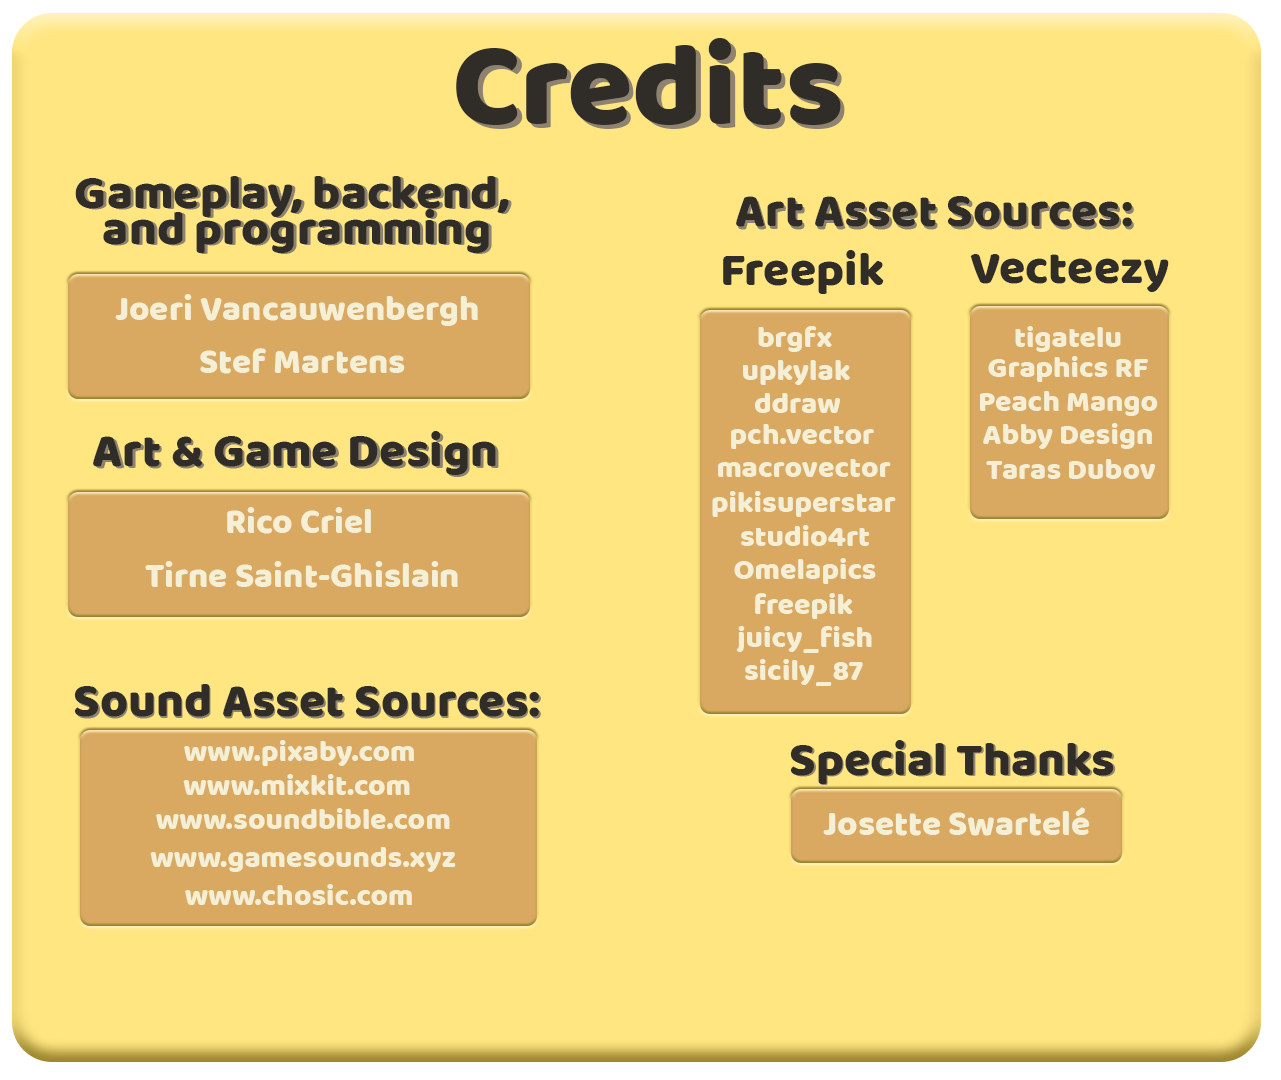 Credits
Gameplay, backend,
and programming
Joeri Vancauwenbergh
Stef Martens
Art & Game Design
Rico Criel
Tirne Saint-Ghislain
Sound Asset Sources:
www.pixaby.com
www.mixkit.com
www.soundbible.com
www.gamesounds.xyz
www.chosic.com
Art Asset Sources:
Freepik
brgfx
upkylak
ddraw
pch.vector
macrovector
pikisuperstar
studio4rt
Omelapics
freepik
juicy_fish
sicily_87
Vecteezy
tigatelu
Graphics RF
Peach Mango
Abby Design
Taras Dubov
Special Thanks
Josette Swartelé